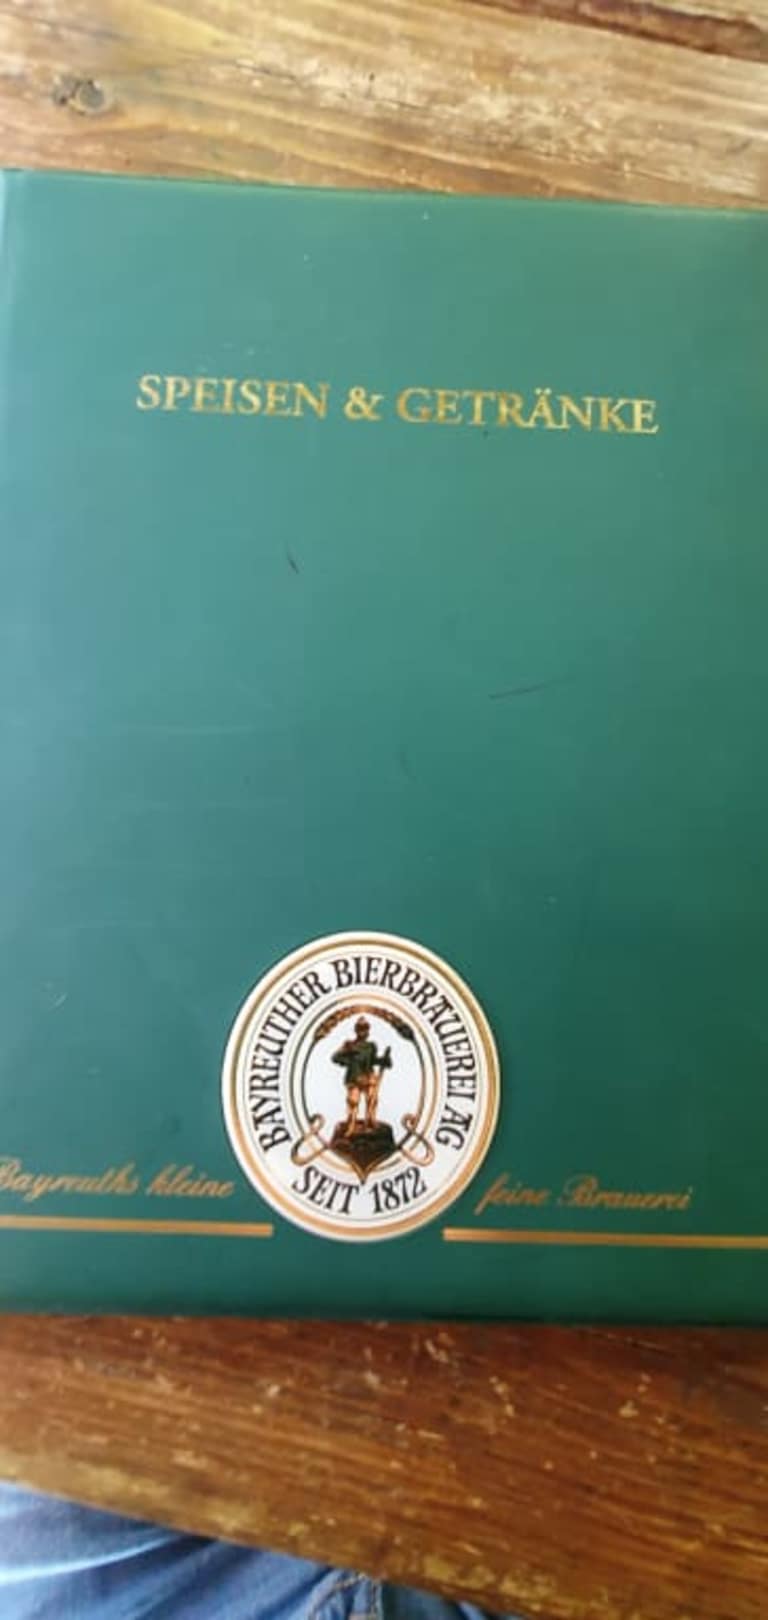 SPEISEN & GETRÄNKE
BAYREUTHER BIERBRAUEREI AG
SEIT 1872
Bayreuths kleine feine Brauerei